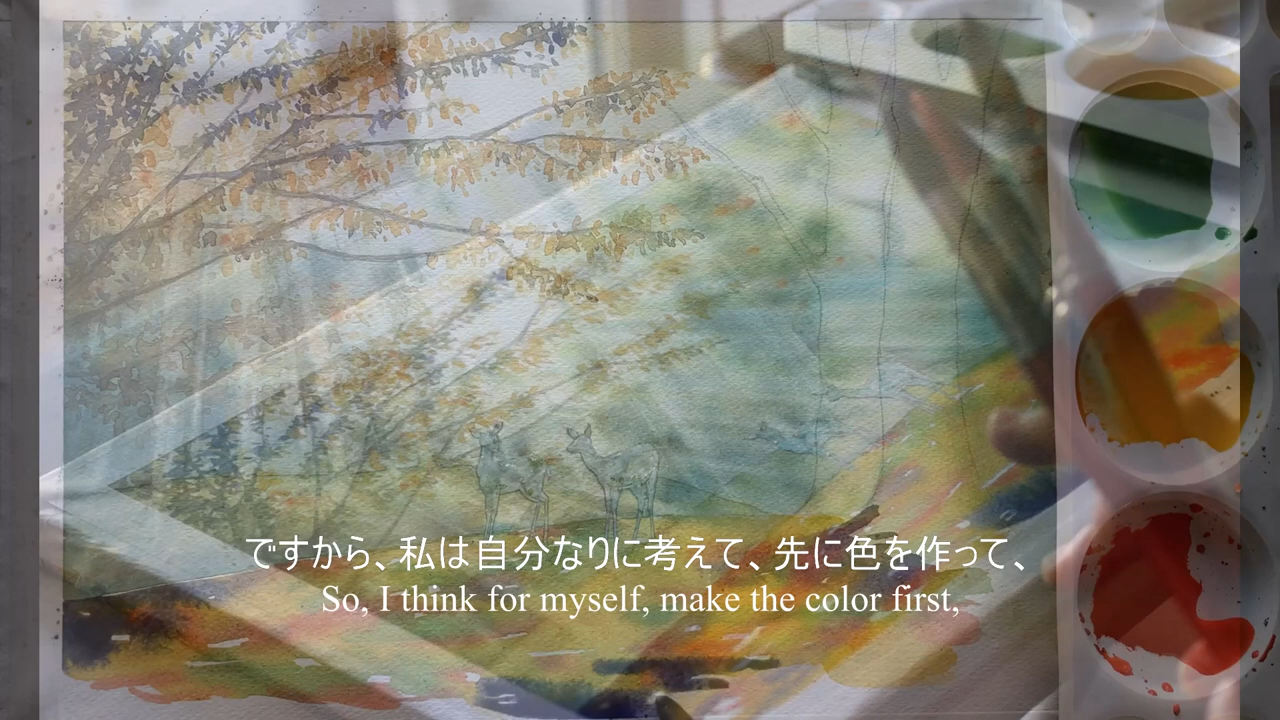 ですから、私は自分なりに考えて、先に色を作って、
So, I think for myself, make the color first,